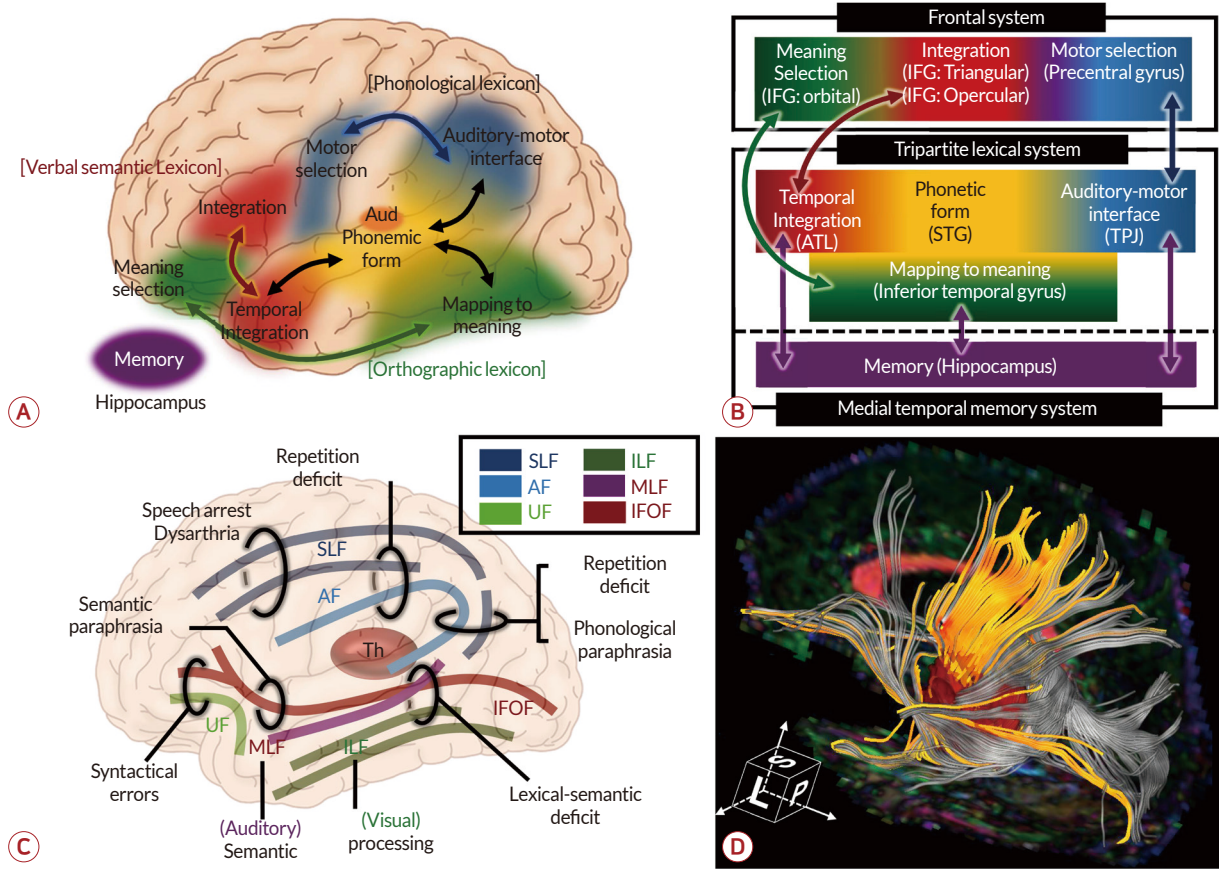 [Phonological lexicon]
Motor
selection
Auditory-motor
interface
[Verbal semantic Lexicon]
Integration
Aud
Phonemic
form
Meaning
selection
Temporal
Integration
Mapping to
meaning
Memory
Hippocampus
[Orthographic lexicon]
A
Frontal system
Meaning
Selection
(IFG: orbital)
Integration
(IFG: Triangular)
(IFG: Opercular)
Motor selection
(Precentral gyrus)
Tripartite lexical system
Temporal
Integration
(ATL)
Phonetic
form
(STG)
Auditory-motor
interface
(TPJ)
Mapping to meaning
(Inferior temporal gyrus)
Memory (Hippocampus)
Medial temporal memory system
B
SLF
AF
UF
ILF
MLF
IFOF
Repetition
deficit
Speech arrest
Dysarthria
SLF
AF
Semantic
paraphrasia
Th
Repetition
deficit
Phonological
paraphrasia
UF
MLF
ILF
IFOF
Syntactical
errors
(Auditory)
Semantic
(Visual)
processing
Lexical-semantic
deficit
C
S
L
P
D